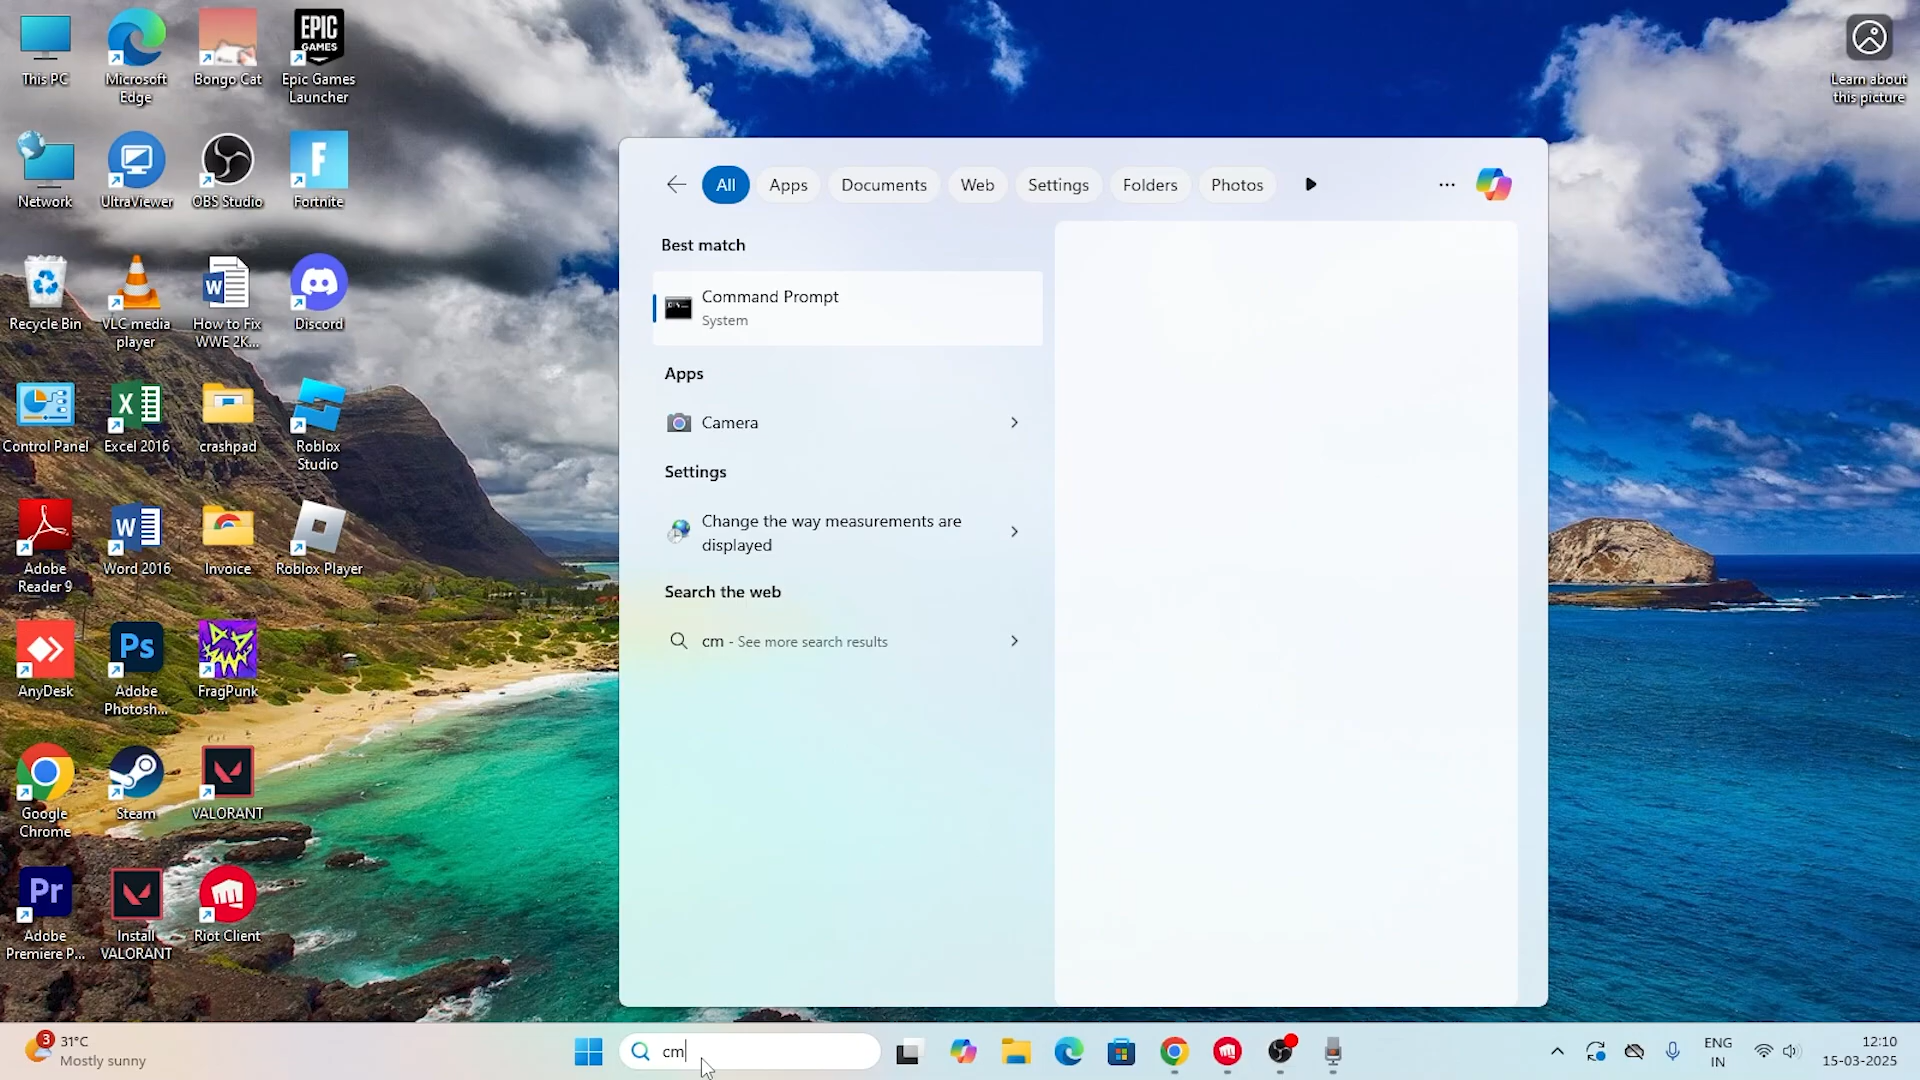 This PC
Microsoft
Edge
Bongo Cat
EPIC
GAMES
Epic Games
Launcher
Learn about
this picture
Network
UltraViewer
OBS Studio
F
Fortnite
Recycle Bin
VLC media
player
W
How to Fix
WWE 2K...
Discord
Control Panel
X
Excel 2016
crashpad
Roblox
Studio
Adobe
Reader 9
W
Word 2016
Invoice
Roblox Player
AnyDesk
Ps
Adobe
Photosh...
FragPunk
Google
Chrome
Steam
VALORANT
Pr
Adobe
Premiere P...
Install
VALORANT
Riot Client
All
Apps
Documents
Web
Settings
Folders
Photos
...
Best match
Command Prompt
System
Apps
Camera
Settings
Change the way measurements are
displayed
Search the web
cm - See more search results
3
31°C
Mostly sunny
cm
ENG
IN
12:10
15-03-2025